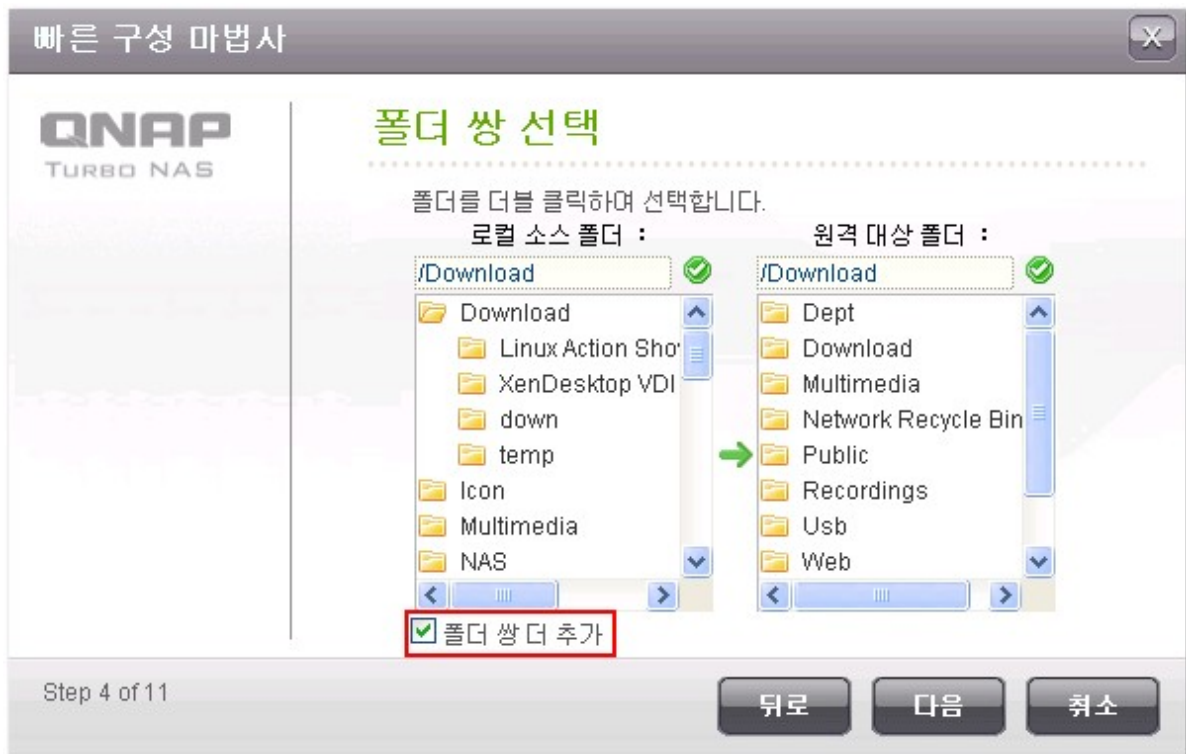 빠른 구성 마법사
X
QNAP
TURBO NAS
폴더 쌍 선택
폴더를 더블 클릭하여 선택합니다.
로컬 소스 폴더 :
/Download
Download
Linux Action Sho
XenDesktop VDI
down
temp
Icon
Multimedia
NAS
원격 대상 폴더 :
/Download
Dept
Download
Multimedia
Network Recycle Bin
Public
Recordings
Usb
Web
폴더 쌍 더 추가
Step 4 of 11
뒤로
다음
취소